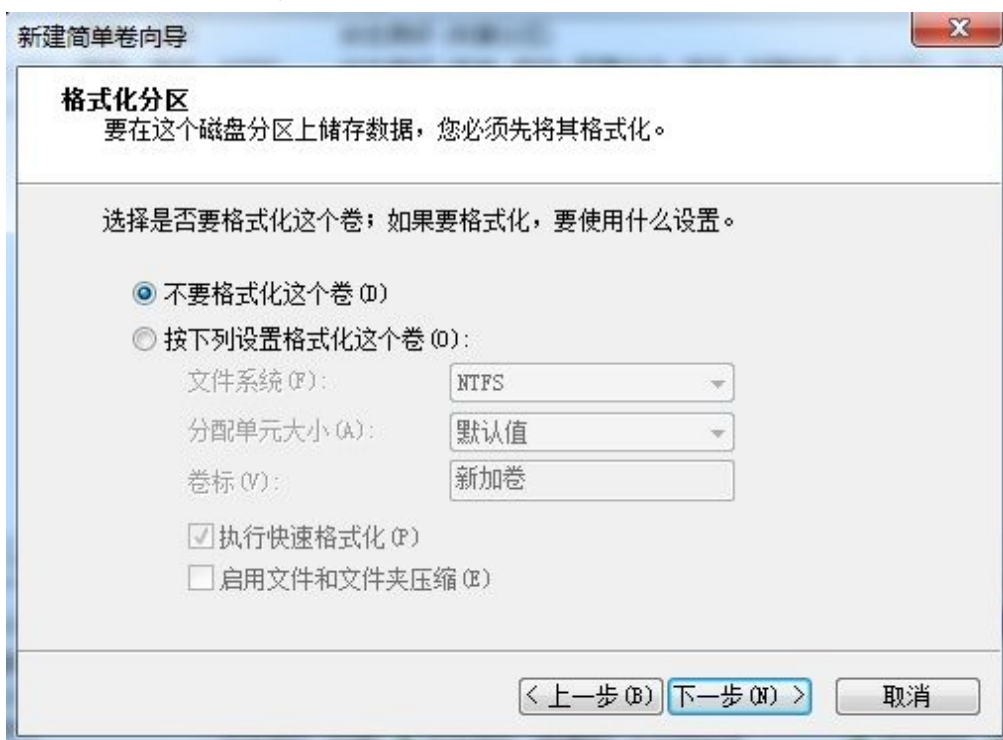 新建简单卷向导
格式化分区
要在这个磁盘分区上储存数据，您必须先将其格式化。
选择是否要格式化这个卷；如果要格式化，要使用什么设置。
不要格式化这个卷(D)
按下列设置格式化这个卷(O):
文件系统(F): NTFS
分配单元大小(A): 默认值
卷标(V): 新加卷
执行快速格式化(P)
启用文件和文件夹压缩(E)
< 上一步(B) 下一步(N) > 取消